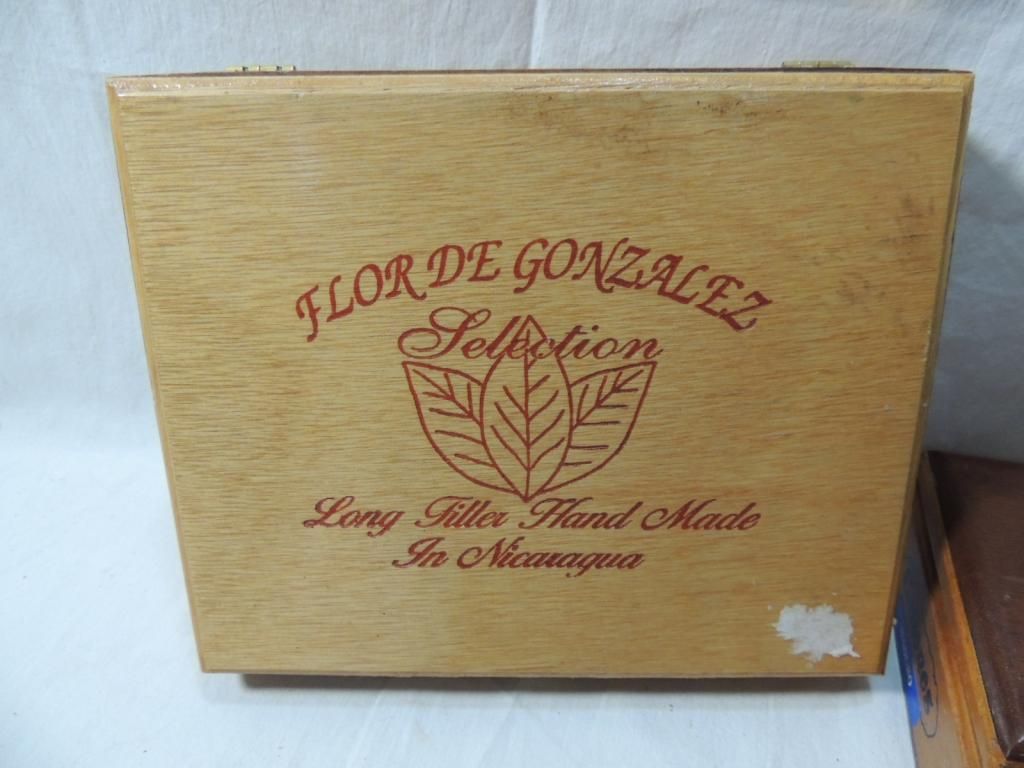 FLOR DE GONZALEZ
Selection
Long Filler Hand Made
In Nicaragua